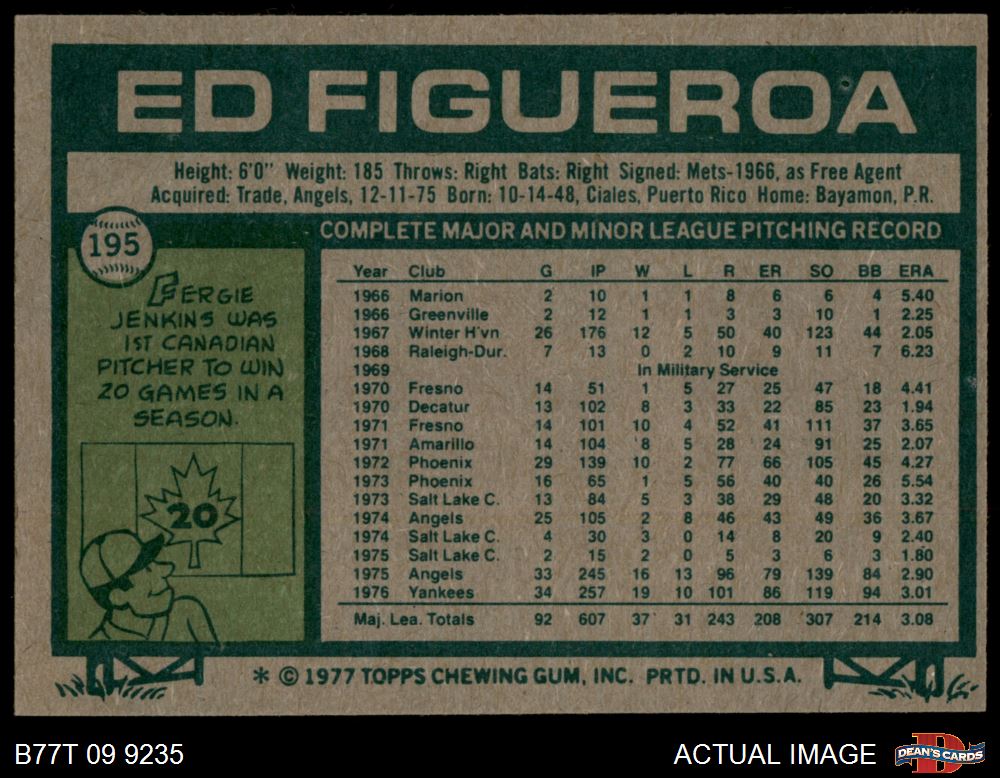 ED FIGUEROA
Height: 6'0" Weight: 185 Throws: Right Bats: Right Signed: Mets-1966, as Free Agent
Acquired: Trade, Angels, 12-11-75 Born: 10-14-48, Ciales, Puerto Rico Home: Bayamon, P.R.
195
FERGIE
JENKINS WAS
1ST CANADIAN
PITCHER TO WIN
20 GAMES IN A
SEASON.
20
COMPLETE MAJOR AND MINOR LEAGUE PITCHING RECORD
Year Club G IP W L R ER SO BB ERA
1966 Marion 2 10 1 1 8 6 6 4 5.40
1966 Greenville 2 12 1 1 3 3 10 1 2.25
1967 Winter H'vn 26 176 12 5 50 40 123 44 2.05
1968 Raleigh-Dur. 7 13 0 2 10 9 11 7 6.23
1969 In Military Service
1970 Fresno 14 51 1 5 27 25 47 18 4.41
1970 Decatur 13 102 8 3 33 22 85 23 1.94
1971 Fresno 14 101 10 4 52 41 111 37 3.65
1971 Amarillo 14 104 8 5 28 24 91 25 2.07
1972 Phoenix 29 139 10 2 77 66 105 45 4.27
1973 Phoenix 16 65 1 5 56 40 40 26 5.54
1973 Salt Lake C. 13 84 5 3 38 29 48 20 3.32
1974 Angels 25 105 2 8 46 43 49 36 3.67
1974 Salt Lake C. 4 30 3 0 14 8 20 9 2.40
1975 Salt Lake C. 2 15 2 0 5 3 6 3 1.80
1975 Angels 33 245 16 13 96 79 139 84 2.90
1976 Yankees 34 257 19 10 101 86 119 94 3.01
Maj. Lea. Totals 92 607 37 31 243 208 307 214 3.08
* © 1977 TOPPS CHEWING GUM, INC. PRTD. IN U.S.A.
B77T 09 9235
ACTUAL IMAGE
D
DEAN'S CARDS